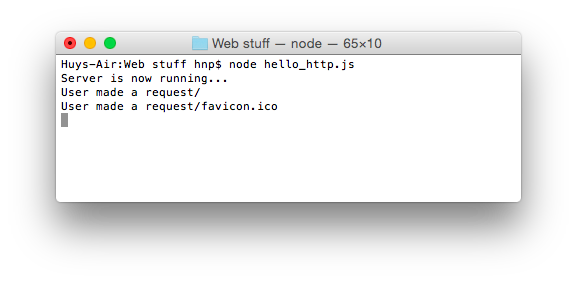 Web stuff — node — 65×10
Huys-Air:Web stuff hnp$ node hello_http.js
Server is now running...
User made a request/
User made a request/favicon.ico